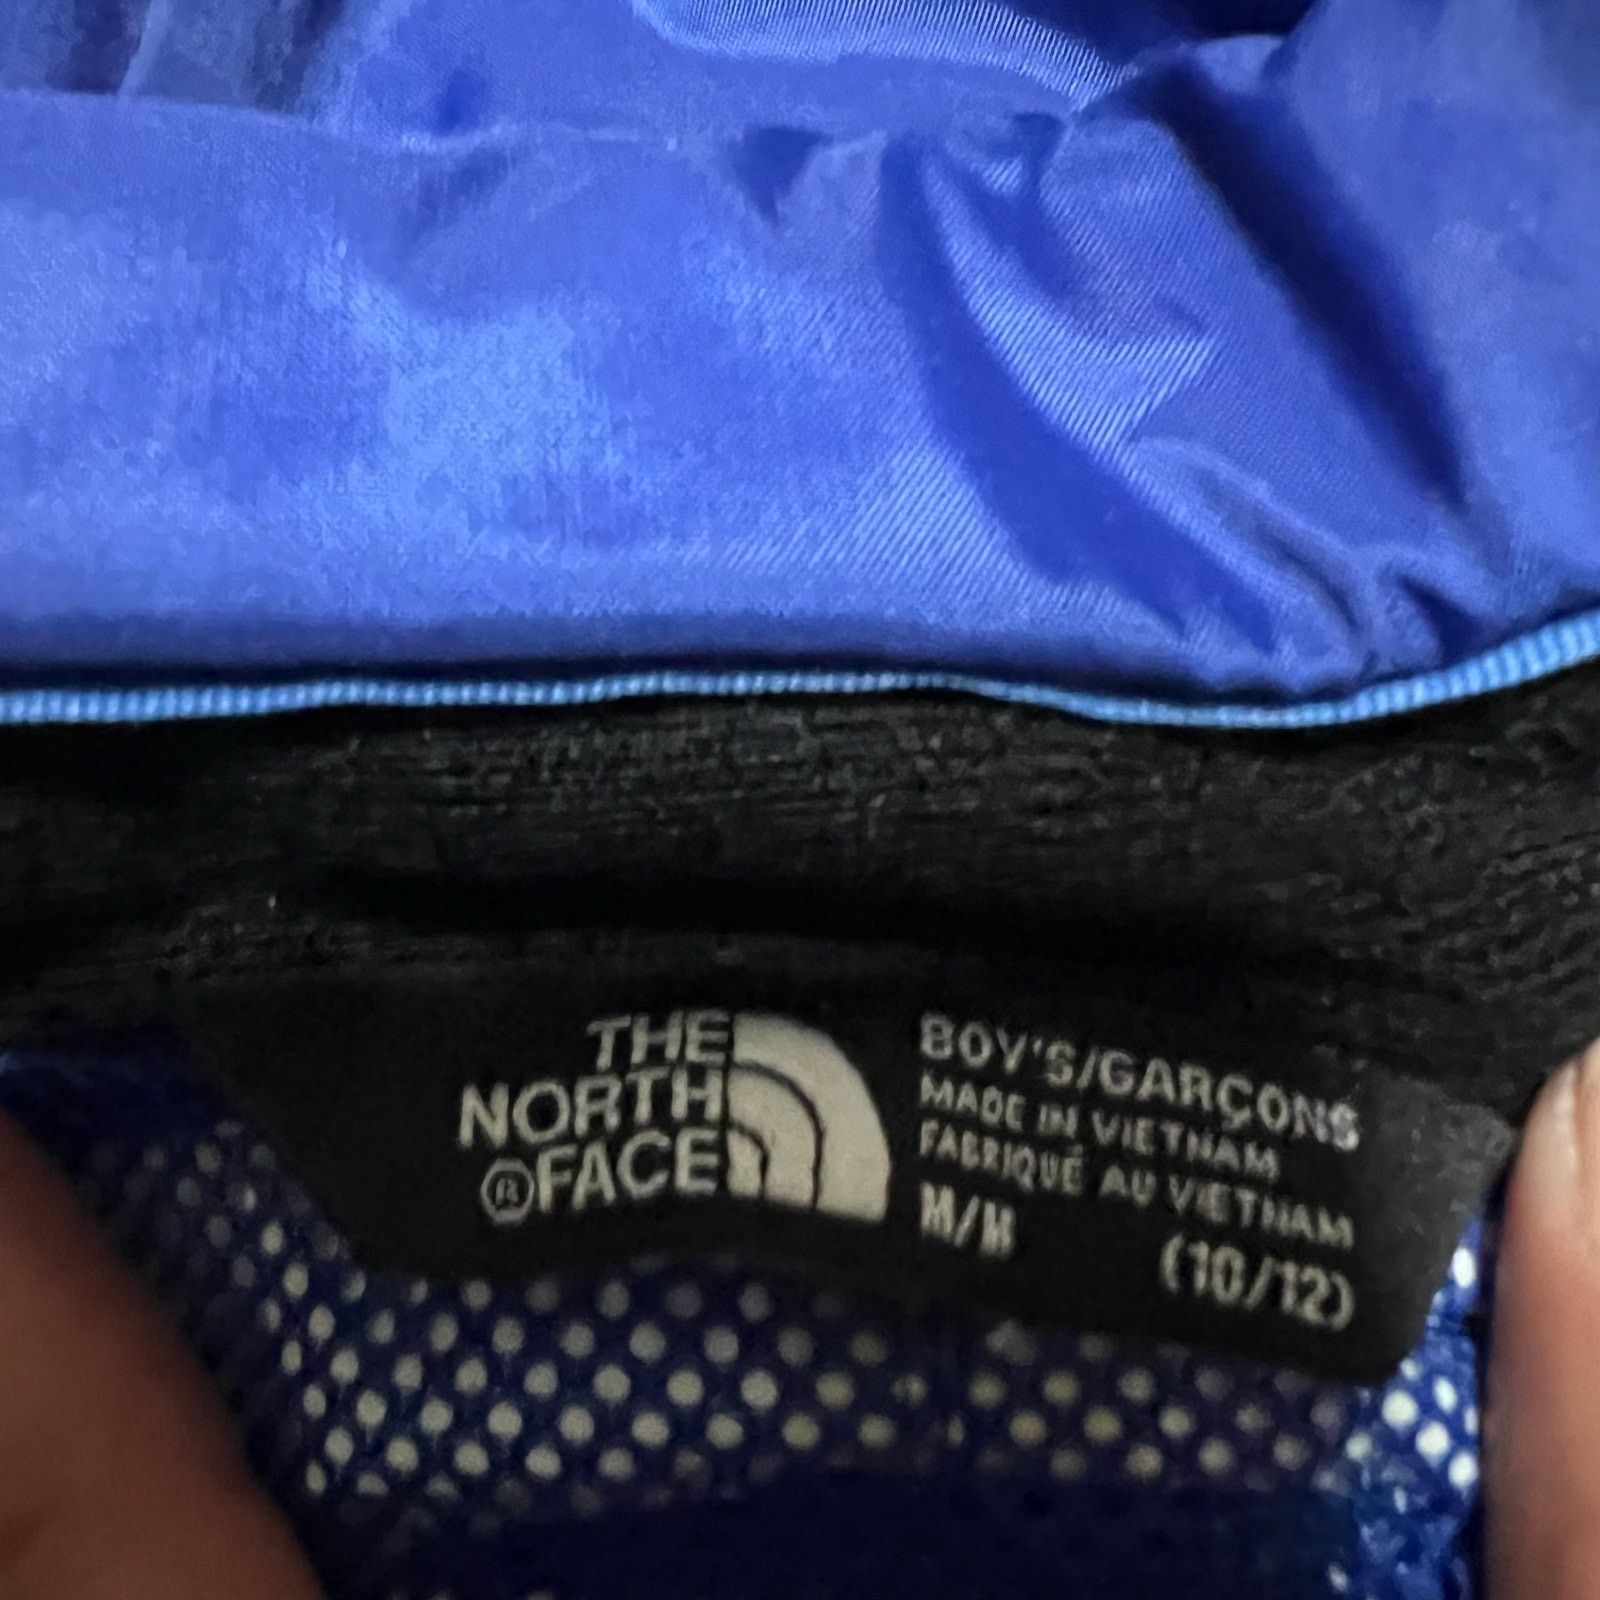 THE
NORTH
®FACE
BOY'S/GARÇONS
MADE IN VIETNAM
FABRIQUÉ AU VIETNAM
M/M (10/12)